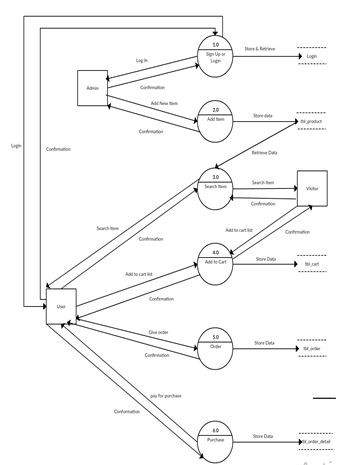 1.0
Sign Up or
Login
Store & Retrieve
Login
Log In
Confirmation
Admin
Add New Item
Confirmation
2.0
Add Item
Store data
tbl_product
Retrieve Data
Login
Confirmation
3.0
Search Item
Search Item
Confirmation
Visitor
Search Item
Confirmation
Add to cart list
Confirmation
4.0
Add to Cart
Store Data
tbl_cart
Add to cart list
Confirmation
User
Give order
Confirmation
5.0
Order
Store Data
tbl_order
pay for purchase
Conformation
6.0
Purchase
Store Data
tbl_order_detail